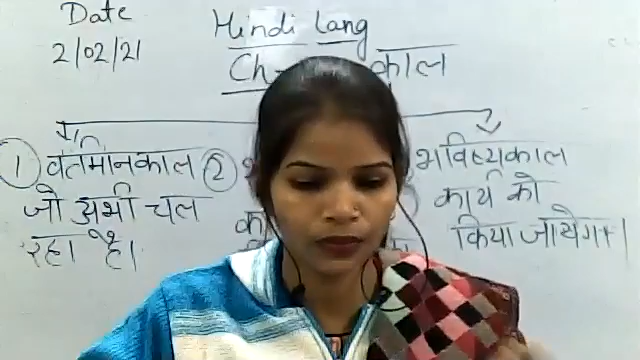 Date
2/02/21
Hindi Lang
Ch- काल
1 वर्तमानकाल
जो अभी चल
रहा है।
2
का
भविष्यकाल
कार्य को
किया जायेगा।